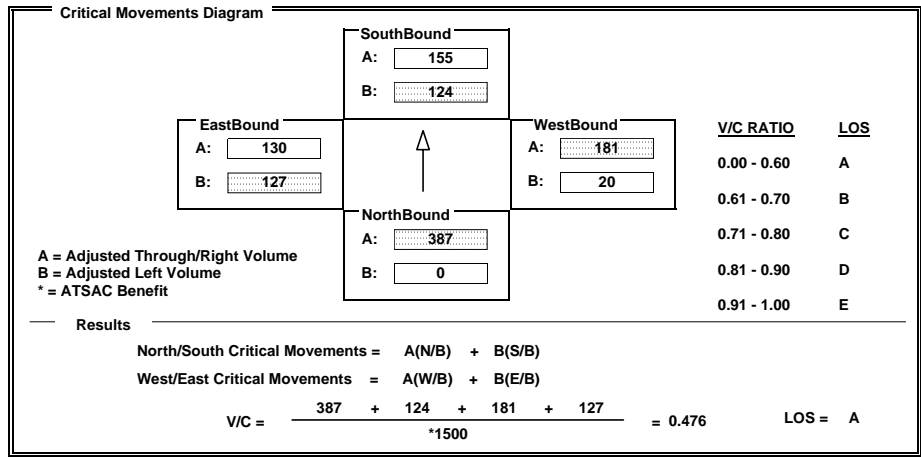 Critical Movements Diagram
SouthBound
A: 155
B: 124
EastBound
A: 130
B: 127
WestBound
A: 181
B: 20
NorthBound
A: 387
B: 0
A = Adjusted Through/Right Volume
B = Adjusted Left Volume
* = ATSAC Benefit
V/C RATIO LOS
0.00 - 0.60 A
0.61 - 0.70 B
0.71 - 0.80 C
0.81 - 0.90 D
0.91 - 1.00 E
Results
North/South Critical Movements = A(N/B) + B(S/B)
West/East Critical Movements = A(W/B) + B(E/B)
V/C = 387 + 124 + 181 + 127 = 0.476 LOS = A
*1500